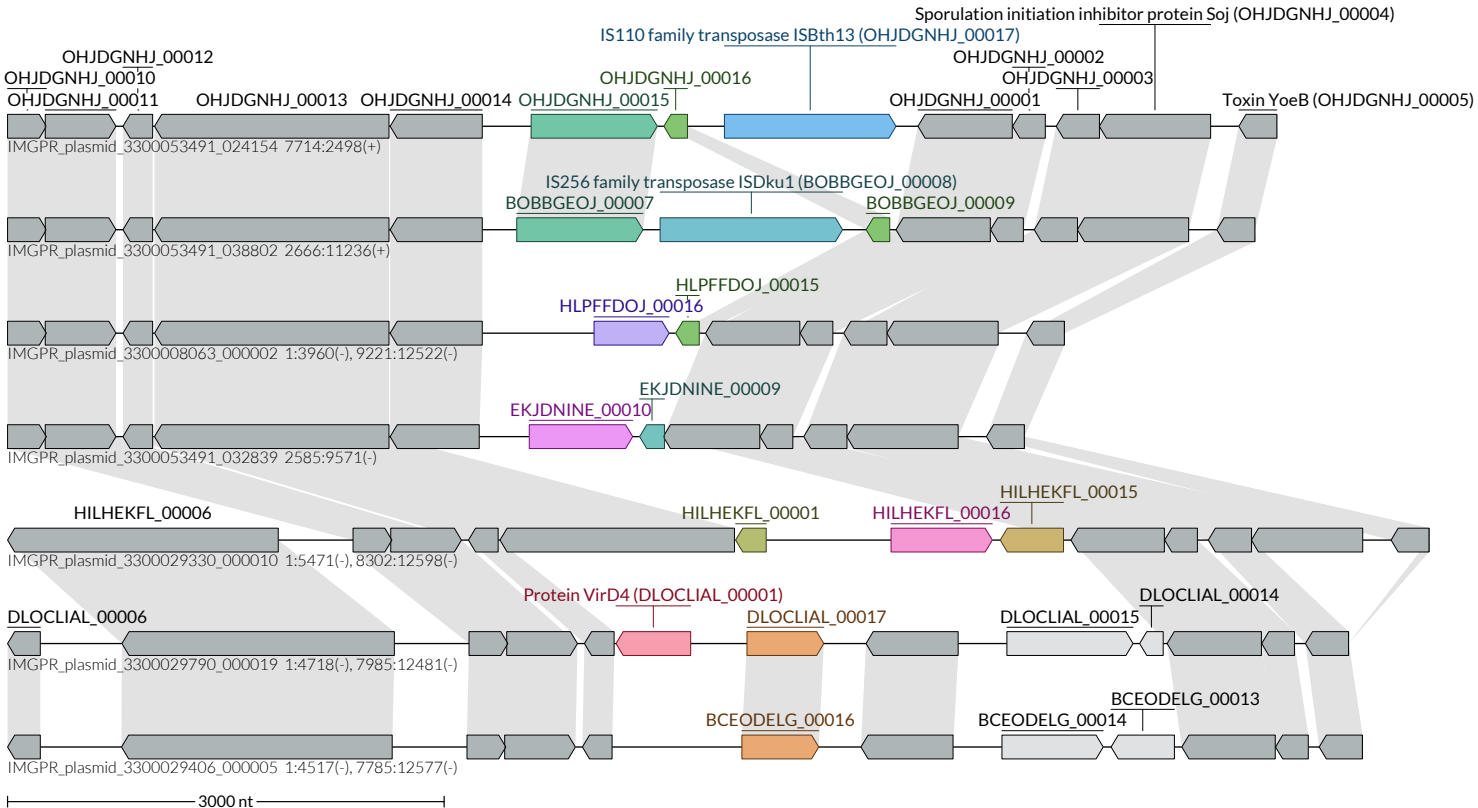 Sporulation initiation inhibitor protein Soj (OHJDGNHJ_00004)
IS110 family transposase ISBth13 (OHJDGNHJ_00017)
OHJDGNHJ_00012 OHJDGNHJ_00002
OHJDGNHJ_00010 OHJDGNHJ_00016 OHJDGNHJ_00003
OHJDGNHJ_00011 OHJDGNHJ_00013 OHJDGNHJ_00014 OHJDGNHJ_00015 OHJDGNHJ_00001 Toxin YoeB (OHJDGNHJ_00005)
IMGPR_plasmid_3300053491_024154 7714:2498(+)
IS256 family transposase ISDku1 (BOBBGEOJ_00008)
BOBBGEOJ_00007 BOBBGEOJ_00009
IMGPR_plasmid_3300053491_038802 2666:11236(+)
HLPFFDOJ_00015
HLPFFDOJ_00016
IMGPR_plasmid_3300008063_000002 1:3960(-), 9221:12522(-)
EKJDNINE_00009
EKJDNINE_00010
IMGPR_plasmid_3300053491_032839 2585:9571(-)
HILHEKFL_00015
HILHEKFL_00006 HILHEKFL_00001 HILHEKFL_00016
IMGPR_plasmid_3300029330_000010 1:5471(-), 8302:12598(-)
Protein VirD4 (DLOCLIAL_00001) DLOCLIAL_00014
DLOCLIAL_00006 DLOCLIAL_00017 DLOCLIAL_00015
IMGPR_plasmid_3300029790_000019 1:4718(-), 7985:12481(-)
BCEODELG_00013
BCEODELG_00016 BCEODELG_00014
IMGPR_plasmid_3300029406_000005 1:4517(-), 7785:12577(-)
3000 nt